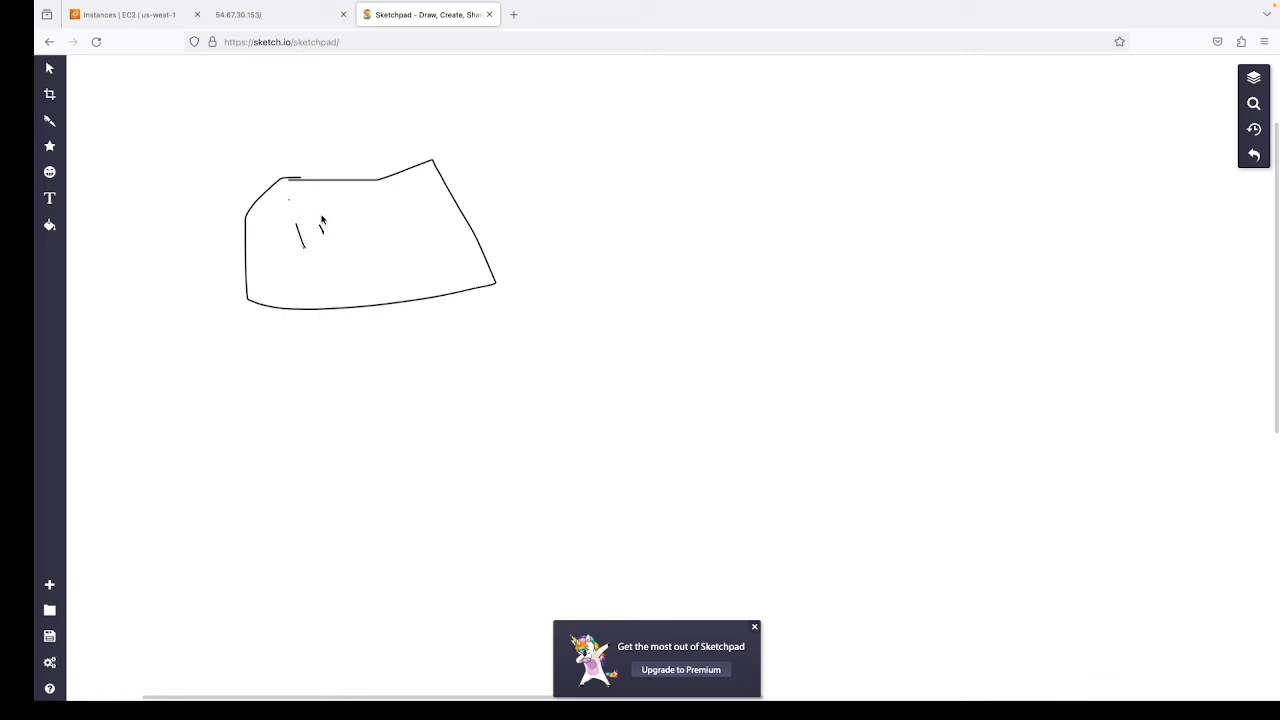 Instances | EC2 | us-west-1
54.67.30.153/
Sketchpad - Draw, Create, Shar
https://sketch.io/sketchpad/
T
Get the most out of Sketchpad
Upgrade to Premium